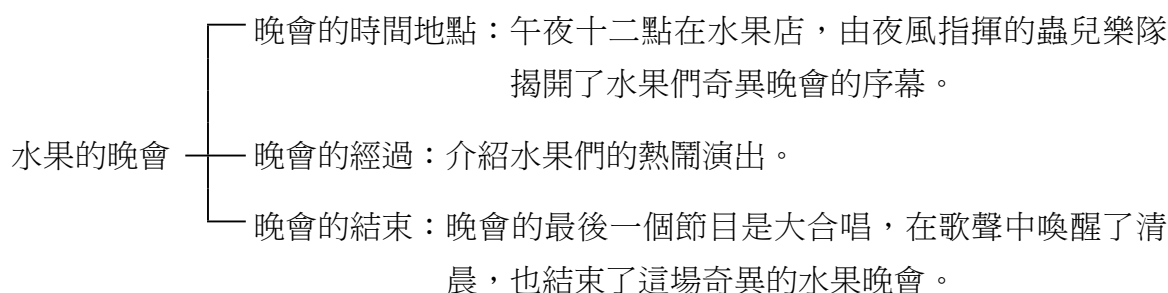 晚會的時間地點：午夜十二點在水果店，由夜風指揮的蟲兒樂隊
揭開了水果們奇異晚會的序幕。
水果的晚會
晚會的經過：介紹水果們的熱鬧演出。
晚會的結束：晚會的最後一個節目是大合唱，在歌聲中喚醒了清
晨，也結束了這場奇異的水果晚會。